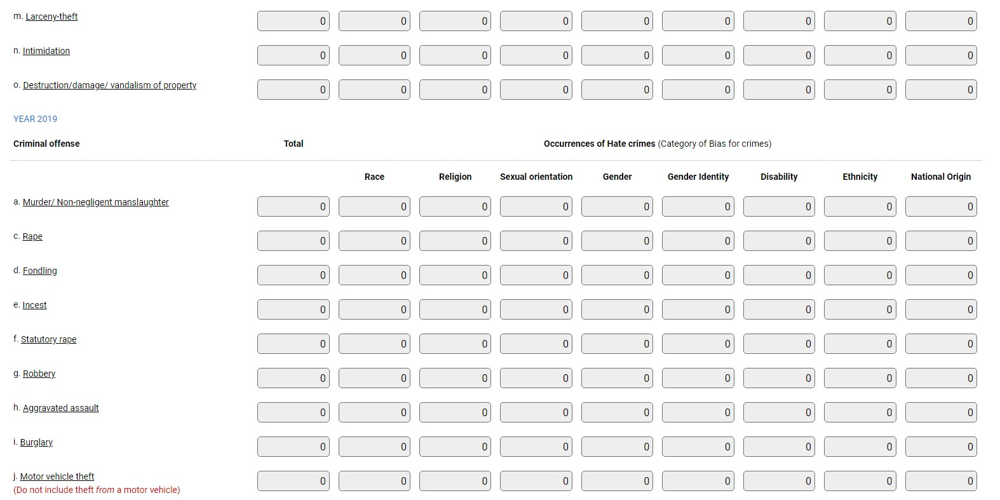 m. Larceny-theft 0 0 0 0 0 0 0 0 0
n. Intimidation 0 0 0 0 0 0 0 0 0
o. Destruction/damage/ vandalism of property 0 0 0 0 0 0 0 0 0
YEAR 2019
Criminal offense Total Occurrences of Hate crimes (Category of Bias for crimes)
Race Religion Sexual orientation Gender Gender Identity Disability Ethnicity National Origin
a. Murder/ Non-negligent manslaughter 0 0 0 0 0 0 0 0 0
c. Rape 0 0 0 0 0 0 0 0 0
d. Fondling 0 0 0 0 0 0 0 0 0
e. Incest 0 0 0 0 0 0 0 0 0
f. Statutory rape 0 0 0 0 0 0 0 0 0
g. Robbery 0 0 0 0 0 0 0 0 0
h. Aggravated assault 0 0 0 0 0 0 0 0 0
i. Burglary 0 0 0 0 0 0 0 0 0
j. Motor vehicle theft 0 0 0 0 0 0 0 0 0
(Do not include theft from a motor vehicle)